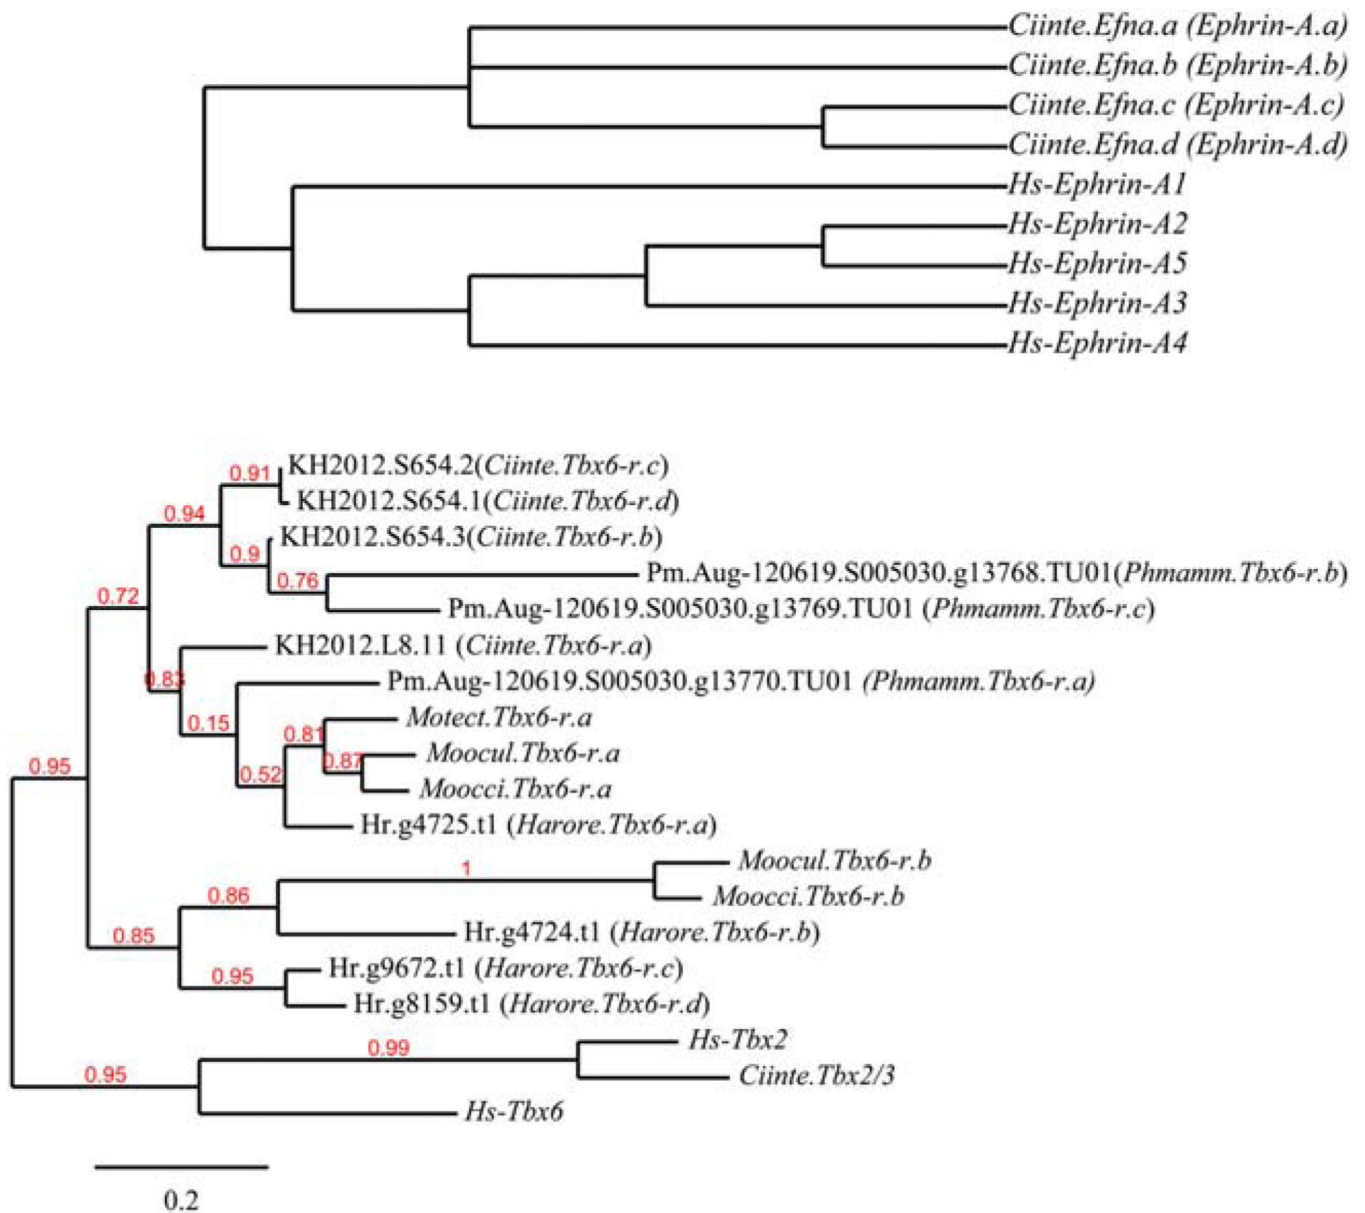 Ciinte.Efna.a (Ephrin-A.a)
Ciinte.Efna.b (Ephrin-A.b)
Ciinte.Efna.c (Ephrin-A.c)
Ciinte.Efna.d (Ephrin-A.d)
Hs-Ephrin-A1
Hs-Ephrin-A2
Hs-Ephrin-A5
Hs-Ephrin-A3
Hs-Ephrin-A4
0.91 KH2012.S654.2(Ciinte.Tbx6-r.c)
KH2012.S654.1(Ciinte.Tbx6-r.d)
0.94
KH2012.S654.3(Ciinte.Tbx6-r.b)
0.9
0.76 Pm.Aug-120619.S005030.g13768.TU01(Phmamm.Tbx6-r.b)
0.72
Pm.Aug-120619.S005030.g13769.TU01 (Phmamm.Tbx6-r.c)
KH2012.L8.11 (Ciinte.Tbx6-r.a)
0.83 Pm.Aug-120619.S005030.g13770.TU01 (Phmamm.Tbx6-r.a)
0.15 Motect.Tbx6-r.a
0.81
0.87 Moocul.Tbx6-r.a
0.95 0.52
Moocci.Tbx6-r.a
Hr.g4725.t1 (Harore.Tbx6-r.a)
1 Moocul.Tbx6-r.b
0.86 Moocci.Tbx6-r.b
0.85 Hr.g4724.t1 (Harore.Tbx6-r.b)
0.95 Hr.g9672.t1 (Harore.Tbx6-r.c)
Hr.g8159.t1 (Harore.Tbx6-r.d)
0.99 Hs-Tbx2
0.95 Ciinte.Tbx2/3
Hs-Tbx6
0.2